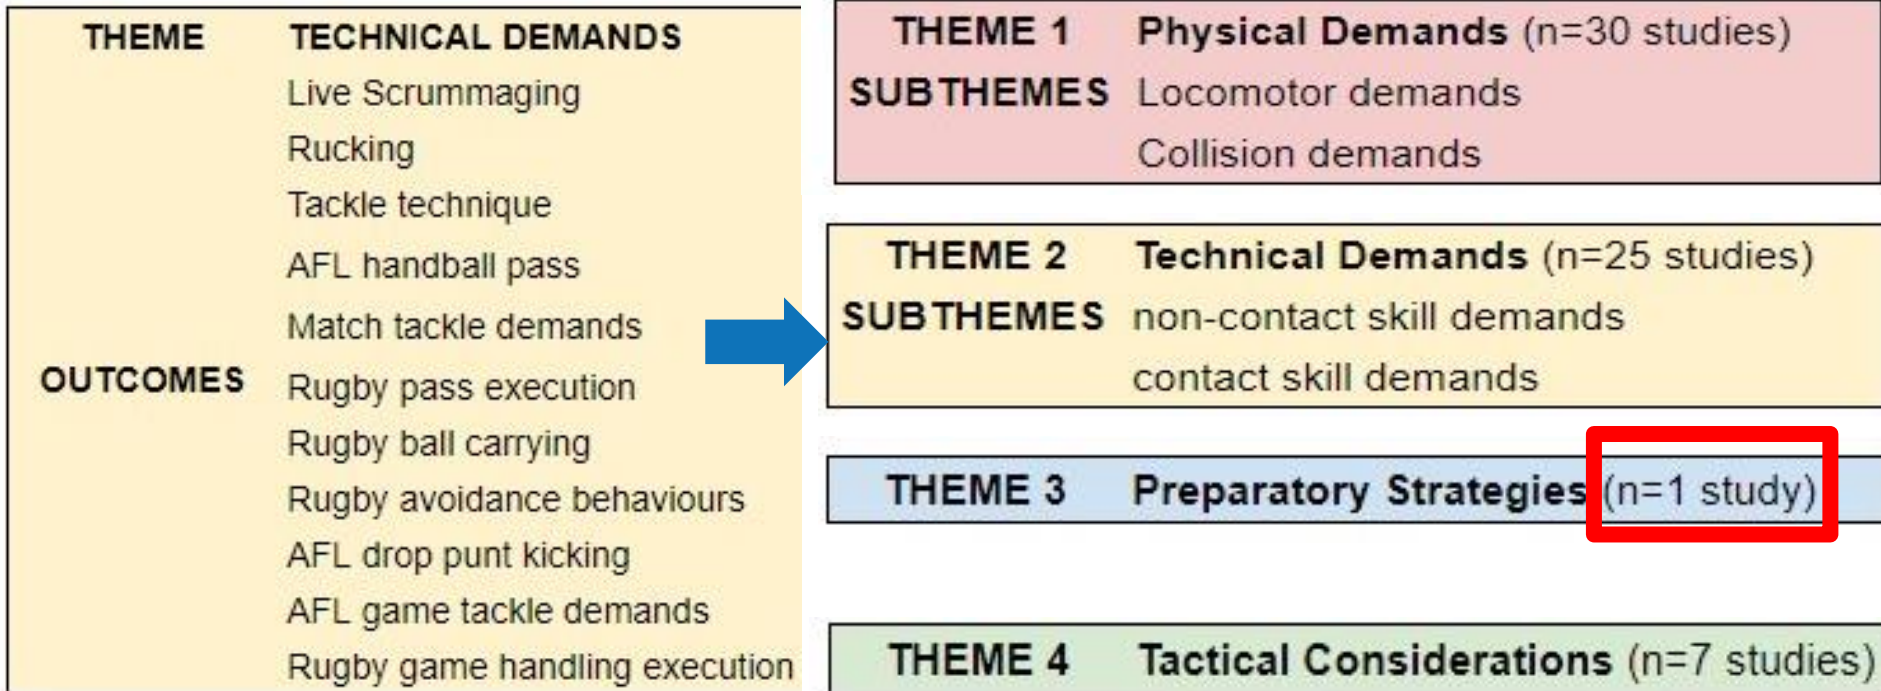 THEME TECHNICAL DEMANDS
Live Scrummaging
Rucking
Tackle technique
AFL handball pass
Match tackle demands
OUTCOMES Rugby pass execution
Rugby ball carrying
Rugby avoidance behaviours
AFL drop punt kicking
AFL game tackle demands
Rugby game handling execution
THEME 1 Physical Demands (n=30 studies)
SUBTHEMES Locomotor demands
Collision demands
THEME 2 Technical Demands (n=25 studies)
SUBTHEMES non-contact skill demands
contact skill demands
THEME 3 Preparatory Strategies (n=1 study)
THEME 4 Tactical Considerations (n=7 studies)